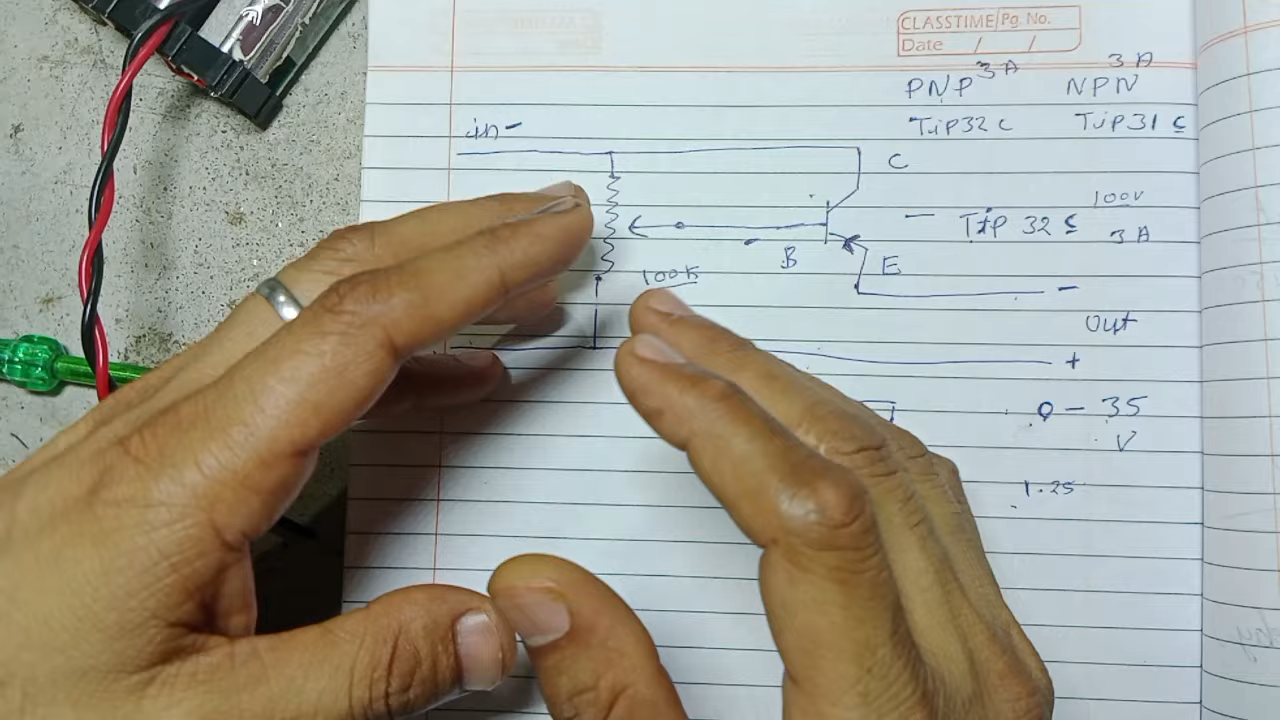 CLASSTIME Pg. No.
Date / /
3A 3A
PNP NPN
TIP32C TIP31C
in -
C
100V
- TIP 32C 3A
B
E
100K
-
Out
+
0 - 35
V
1.25